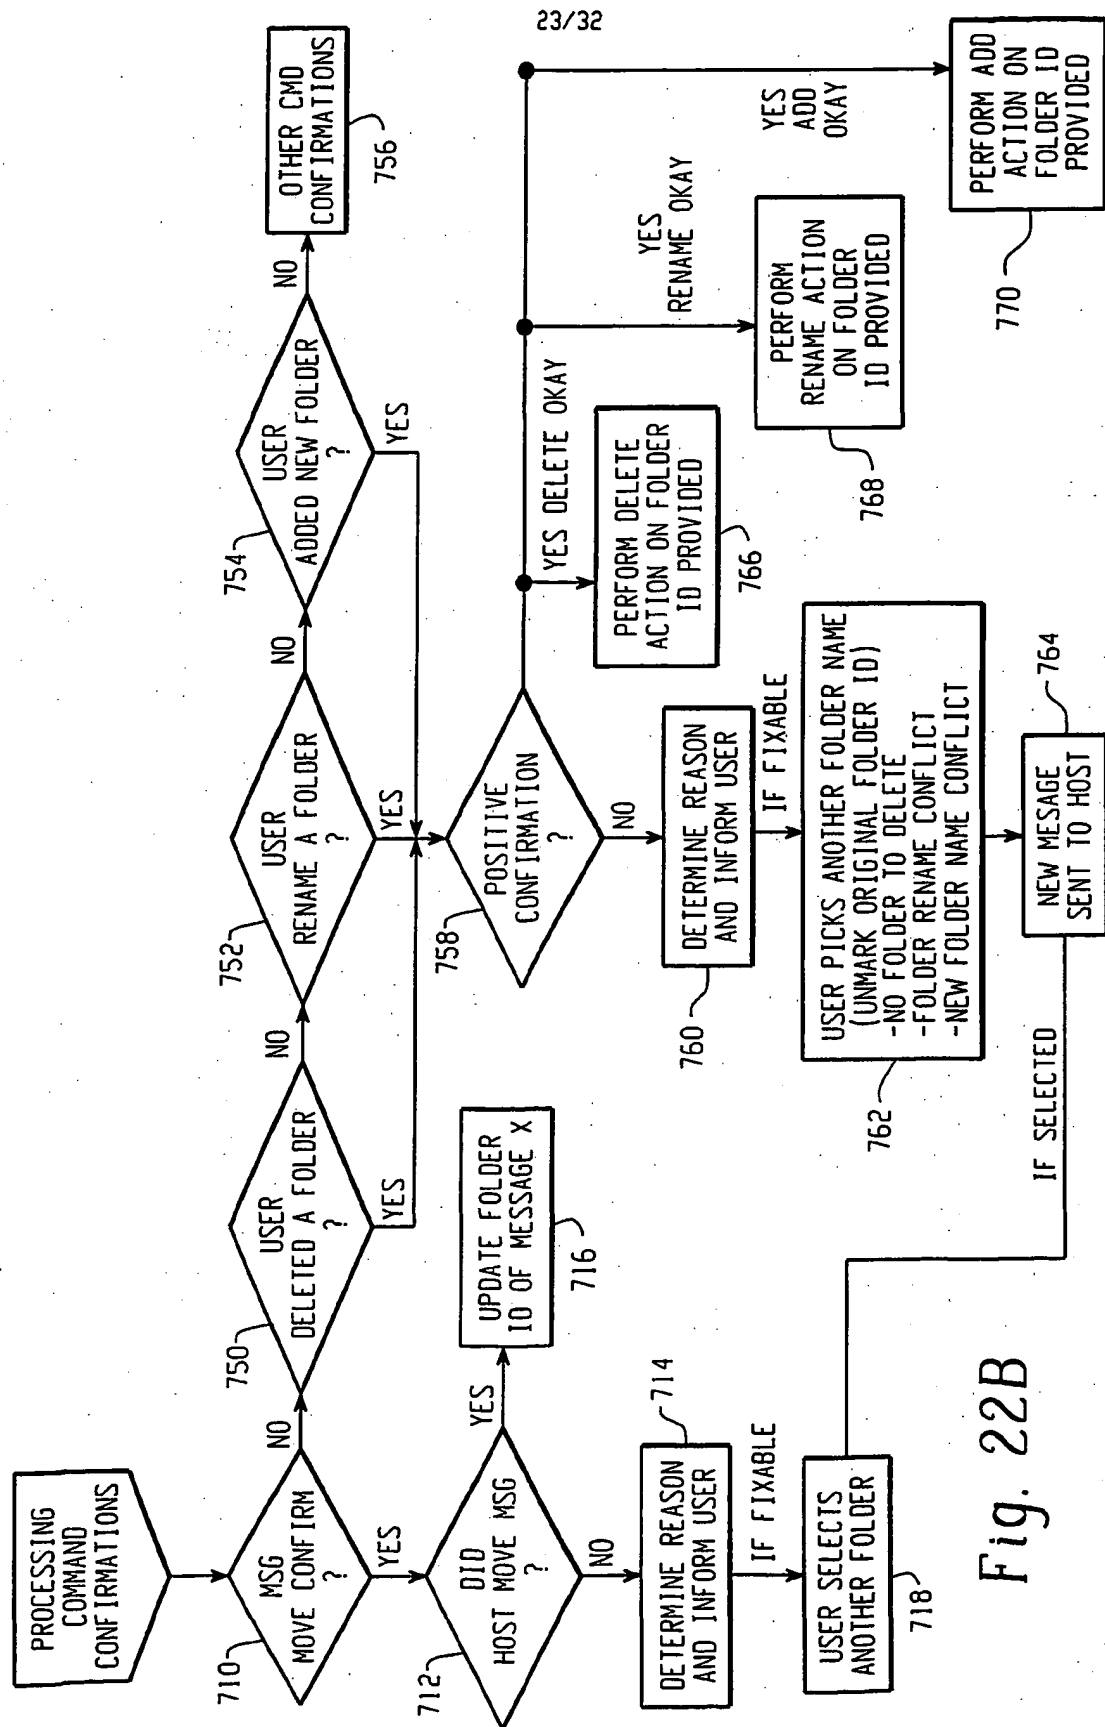 23/32
PROCESSING
COMMAND
CONFIRMATIONS
710
MSG
MOVE CONFIRM
?
NO
YES
750
USER
DELETED A FOLDER
?
NO
YES
752
USER
RENAME A FOLDER
?
NO
YES
754
USER
ADDED NEW FOLDER
?
NO
YES
OTHER CMD
CONFIRMATIONS
756
712
DID
HOST MOVE MSG
?
YES
NO
UPDATE FOLDER
ID OF MESSAGE X
716
714
DETERMINE REASON
AND INFORM USER
IF FIXABLE
USER SELECTS
ANOTHER FOLDER
718
758
POSITIVE
CONFIRMATION
?
NO
YES DELETE OKAY
PERFORM DELETE
ACTION ON FOLDER
ID PROVIDED
766
YES
RENAME OKAY
PERFORM
RENAME ACTION
ON FOLDER
ID PROVIDED
768
YES
ADD
OKAY
PERFORM ADD
ACTION ON
FOLDER ID
PROVIDED
770
DETERMINE REASON
AND INFORM USER
760
IF FIXABLE
USER PICKS ANOTHER FOLDER NAME
(UNMARK ORIGINAL FOLDER ID)
-NO FOLDER TO DELETE
-FOLDER RENAME CONFLICT
-NEW FOLDER NAME CONFLICT
762
764
NEW MESSAGE
SENT TO HOST
IF SELECTED
Fig. 22B